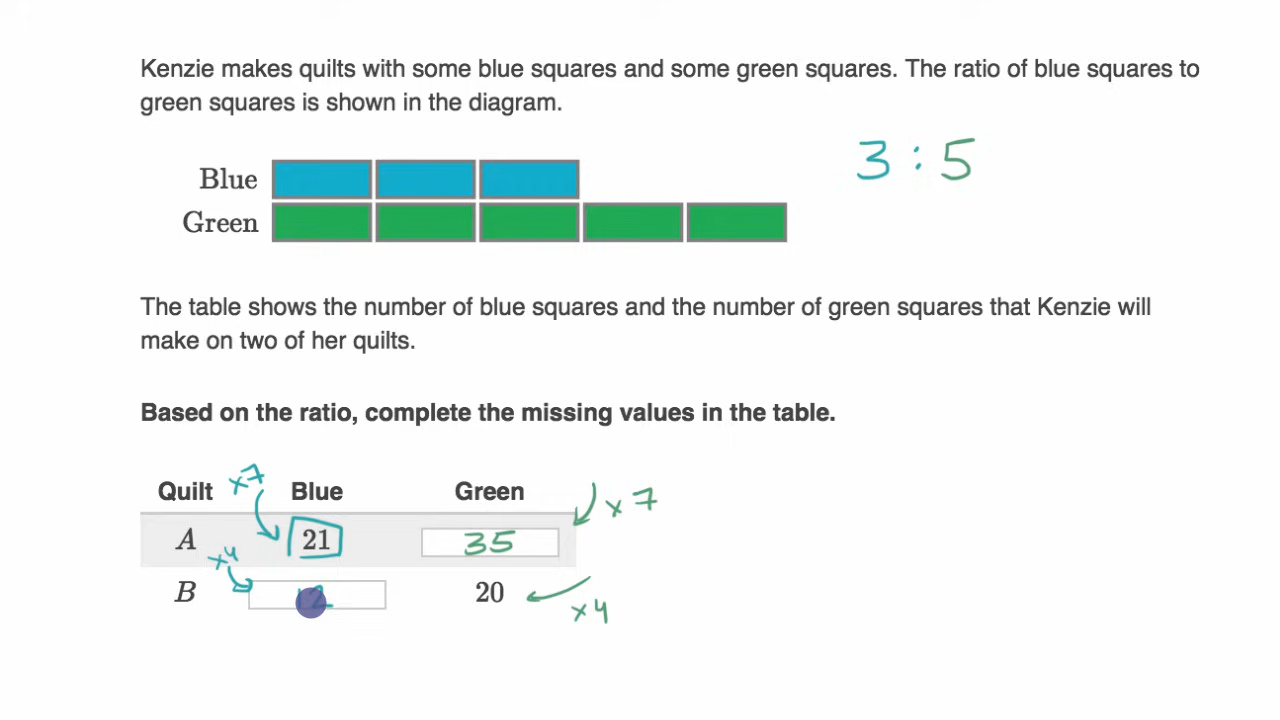 Kenzie makes quilts with some blue squares and some green squares. The ratio of blue squares to
green squares is shown in the diagram.
3 : 5
Blue
Green
The table shows the number of blue squares and the number of green squares that Kenzie will
make on two of her quilts.
Based on the ratio, complete the missing values in the table.
Quilt x7 Blue Green
A 21 35 x 7
x4
B 20
x4